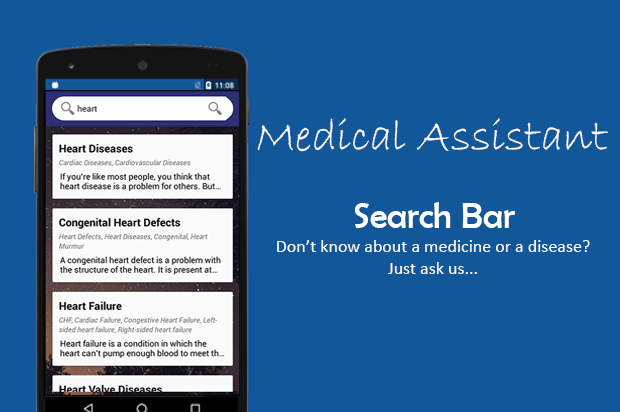 11:08
heart
Heart Diseases
Cardiac Diseases, Cardiovascular Diseases
If you're like most people, you think that
heart disease is a problem for others. But...
Congenital Heart Defects
Heart Defects, Heart Diseases, Congenital, Heart
Murmur
A congenital heart defect is a problem with
the structure of the heart. It is present at...
Heart Failure
CHF, Cardiac Failure, Congestive Heart Failure, Left-
sided heart failure, Right-sided heart failure
Heart failure is a condition in which the
heart can't pump enough blood to meet th...
Heart Valve Diseases
Medical Assistant
Search Bar
Don't know about a medicine or a disease?
Just ask us...